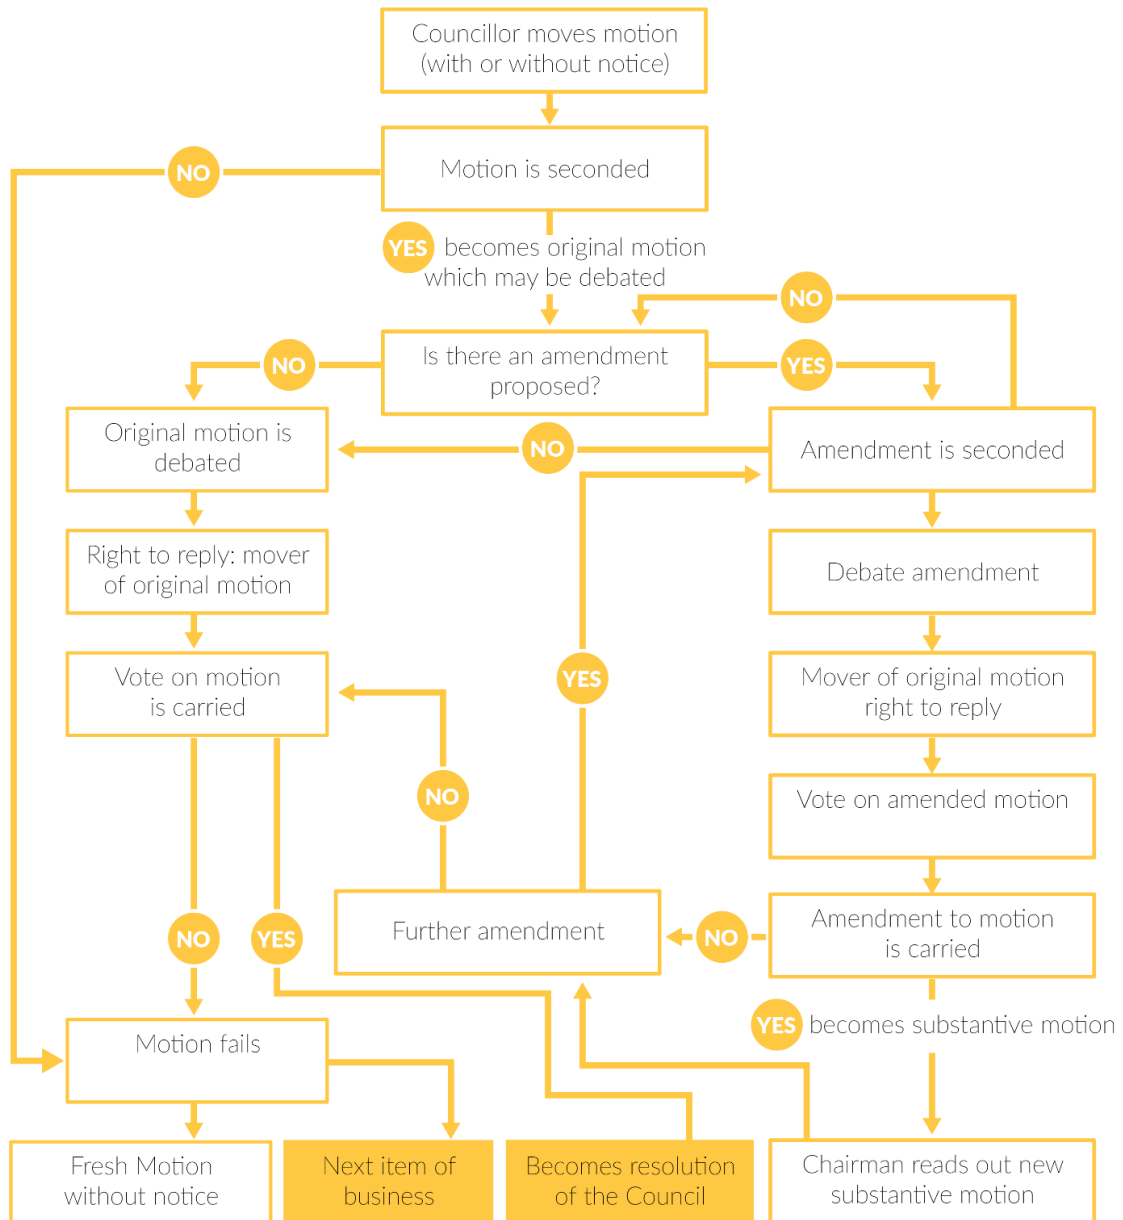 Councillor moves motion
(with or without notice)
Motion is seconded
NO
YES becomes original motion
which may be debated
NO
Is there an amendment
proposed?
NO
YES
Original motion is
debated
NO
Amendment is seconded
Right to reply: mover
of original motion
Debate amendment
Vote on motion
is carried
YES
Mover of original motion
right to reply
NO
Vote on amended motion
NO
YES
Further amendment
NO
Amendment to motion
is carried
YES becomes substantive motion
Motion fails
Fresh Motion
without notice
Next item of
business
Becomes resolution
of the Council
Chairman reads out new
substantive motion